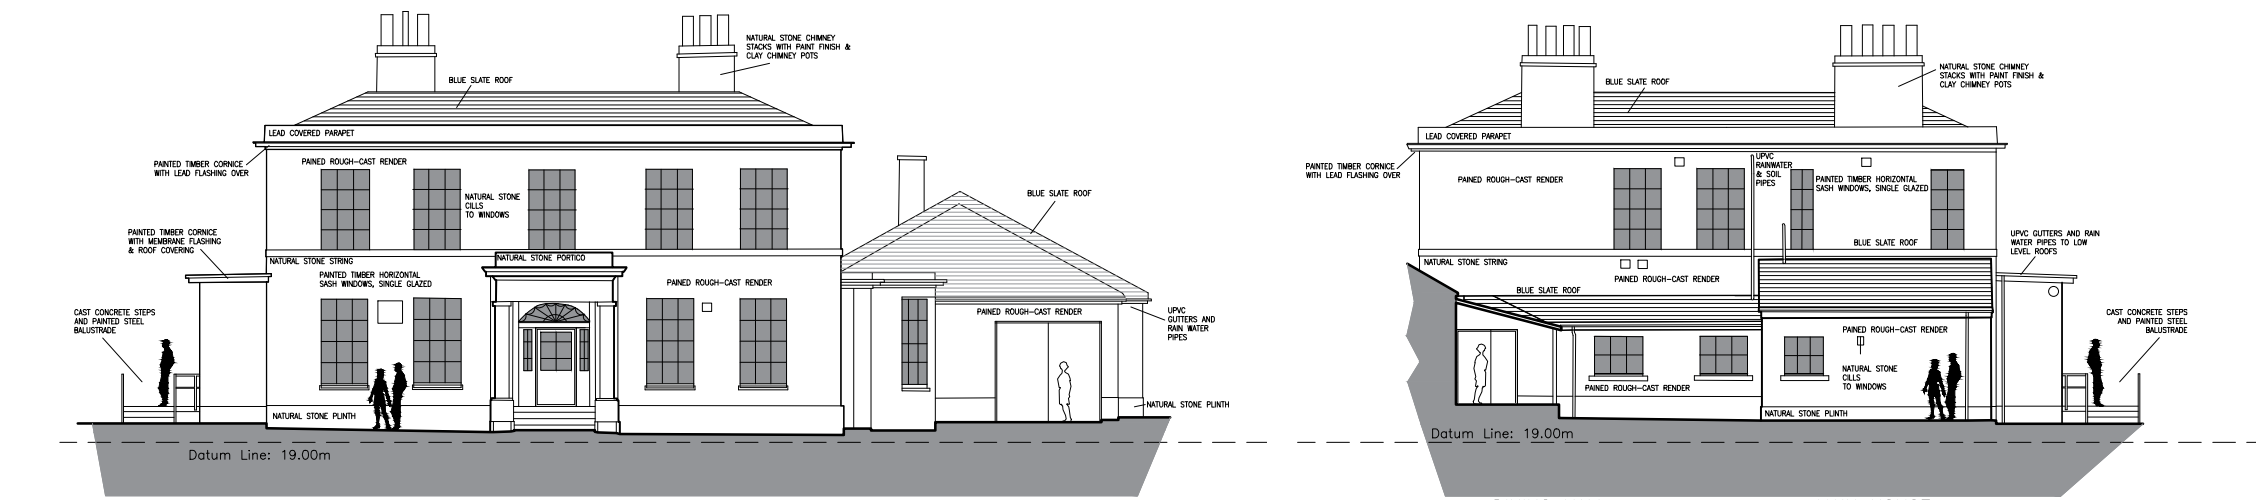 NATURAL STONE CHIMNEY
STACKS WITH PAINT FINISH &
CLAY CHIMNEY POTS
BLUE SLATE ROOF
LEAD COVERED PARAPET
PAINTED TIMBER CORNICE
WITH LEAD FLASHING OVER
PAINED ROUGH-CAST RENDER
NATURAL STONE
CILLS
TO WINDOWS
BLUE SLATE ROOF
PAINTED TIMBER CORNICE
WITH MEMBRANE FLASHING
& ROOF COVERING
NATURAL STONE STRING
NATURAL STONE PORTICO
PAINTED TIMBER HORIZONTAL
SASH WINDOWS, SINGLE GLAZED
PAINED ROUGH-CAST RENDER
CAST CONCRETE STEPS
AND PAINTED STEEL
BALUSTRADE
PAINED ROUGH-CAST RENDER
UPVC
GUTTERS AND
RAIN WATER
PIPES
NATURAL STONE PLINTH
NATURAL STONE PLINTH
Datum Line: 19.00m
NATURAL STONE CHIMNEY
STACKS WITH PAINT FINISH &
CLAY CHIMNEY POTS
BLUE SLATE ROOF
LEAD COVERED PARAPET
PAINTED TIMBER CORNICE
WITH LEAD FLASHING OVER
PAINED ROUGH-CAST RENDER
UPVC
RAINWATER
& SOIL
PIPES
PAINTED TIMBER HORIZONTAL
SASH WINDOWS, SINGLE GLAZED
BLUE SLATE ROOF
UPVC GUTTERS AND RAIN
WATER PIPES TO LOW
LEVEL ROOFS
NATURAL STONE STRING
PAINED ROUGH-CAST RENDER
BLUE SLATE ROOF
CAST CONCRETE STEPS
AND PAINTED STEEL
BALUSTRADE
PAINED ROUGH-CAST RENDER
NATURAL STONE
CILLS
TO WINDOWS
PAINED ROUGH-CAST RENDER
NATURAL STONE PLINTH
Datum Line: 19.00m